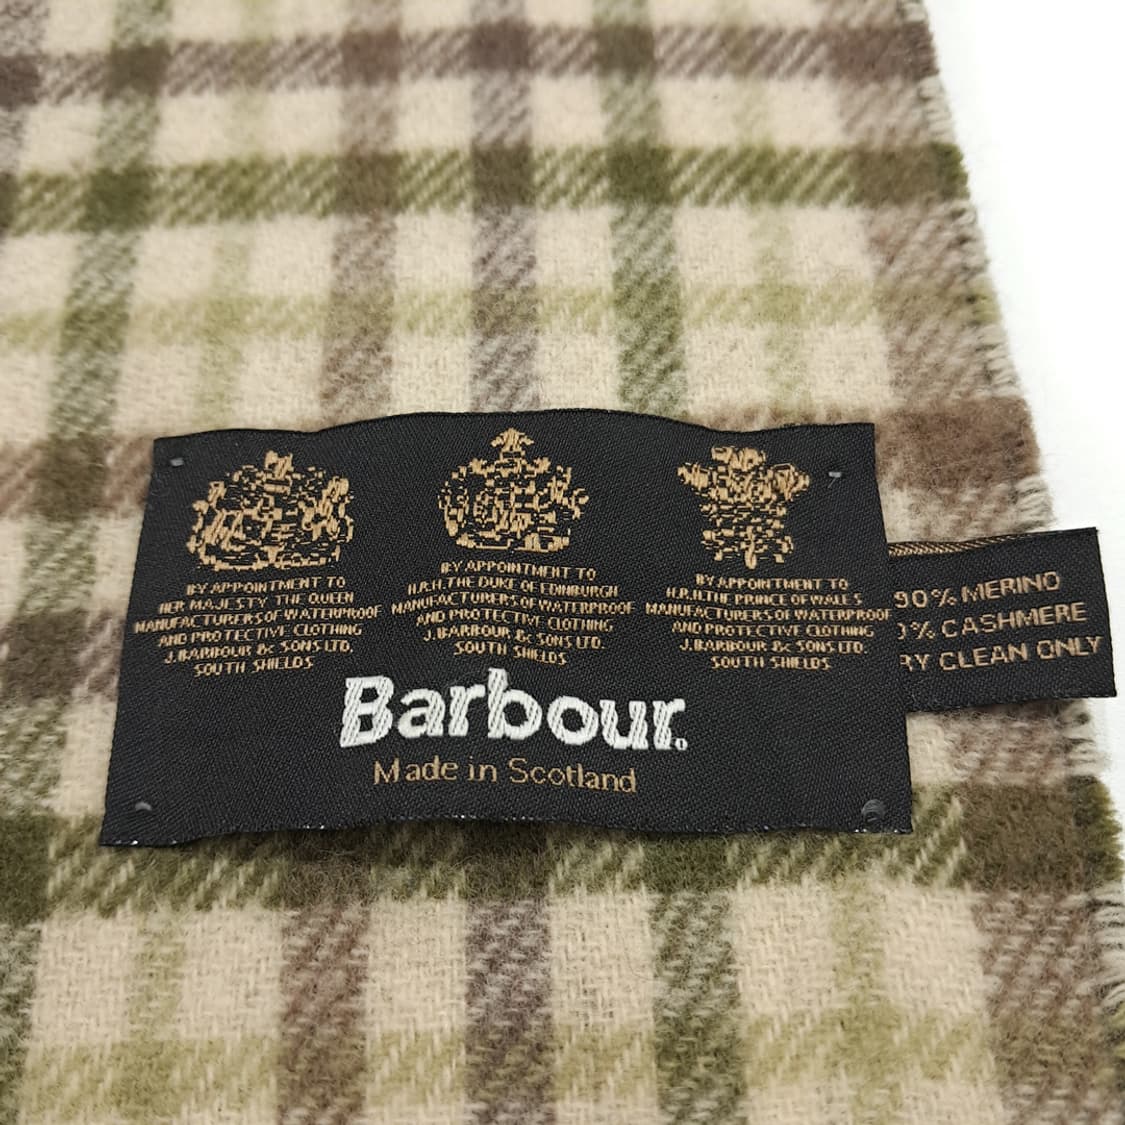 BY APPOINTMENT TO
HER MAJESTY THE QUEEN
MANUFACTURERS OF WATERPROOF
AND PROTECTIVE CLOTHING
J. BARBOUR & SONS LTD.
SOUTH SHIELDS
BY APPOINTMENT TO
H.R.H. THE DUKE OF EDINBURGH
MANUFACTURERS OF WATERPROOF
AND PROTECTIVE CLOTHING
J. BARBOUR & SONS LTD.
SOUTH SHIELDS
BY APPOINTMENT TO
H.R.H. THE PRINCE OF WALES
MANUFACTURERS OF WATERPROOF
AND PROTECTIVE CLOTHING
J. BARBOUR & SONS LTD.
SOUTH SHIELDS
Barbour.
Made in Scotland
90% MERINO
0% CASHMERE
RY CLEAN ONLY